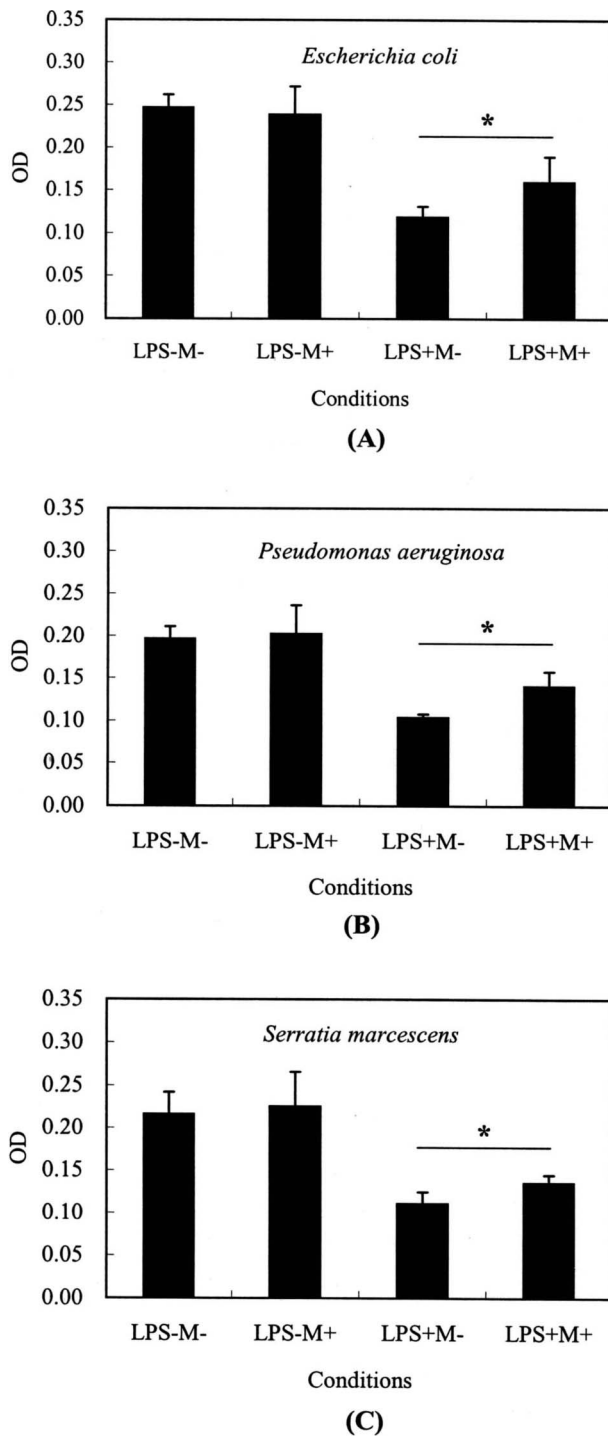 Escherichia coli
OD
0.35
0.30
0.25
0.20
0.15
0.10
0.05
0.00
*
LPS-M- LPS-M+ LPS+M- LPS+M+
Conditions
(A)
Pseudomonas aeruginosa
OD
0.35
0.30
0.25
0.20
0.15
0.10
0.05
0.00
*
LPS-M- LPS-M+ LPS+M- LPS+M+
Conditions
(B)
Serratia marcescens
OD
0.35
0.30
0.25
0.20
0.15
0.10
0.05
0.00
*
LPS-M- LPS-M+ LPS+M- LPS+M+
Conditions
(C)